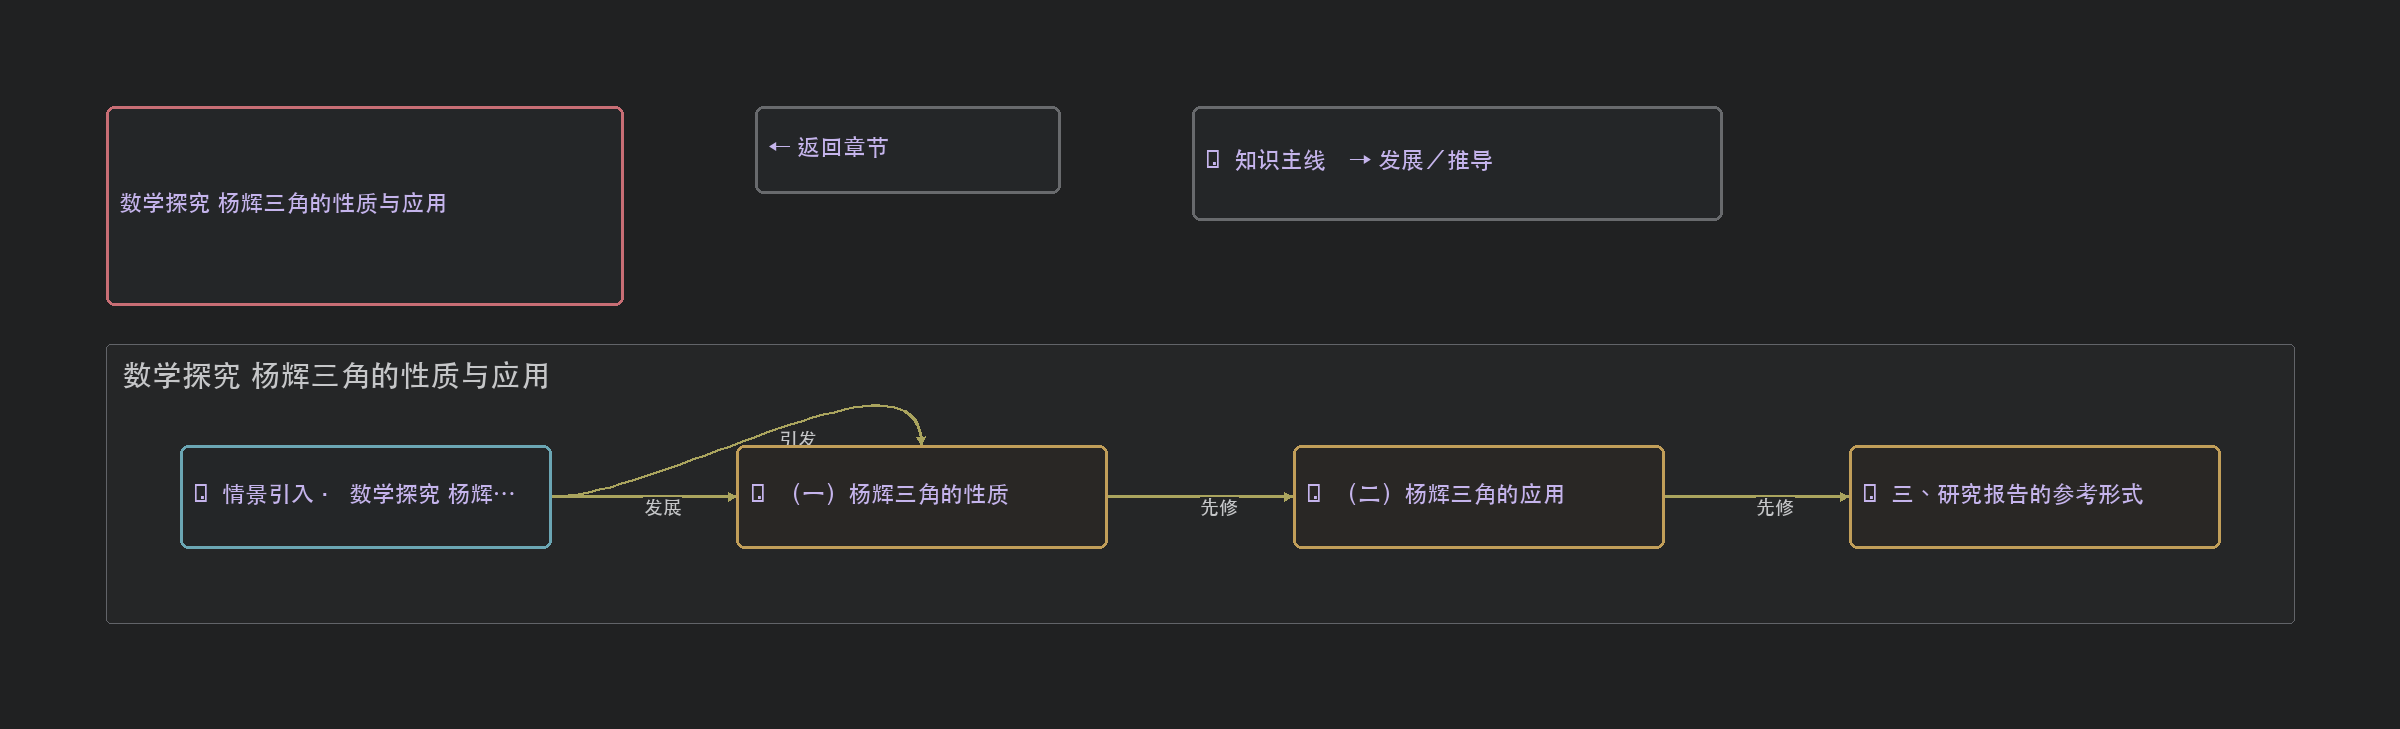 数学探究 杨辉三角的性质与应用
← 返回章节
知识主线 → 发展／推导
数学探究 杨辉三角的性质与应用
引发
情景引入 · 数学探究 杨辉…
发展
（一）杨辉三角的性质
先修
（二）杨辉三角的应用
先修
三、研究报告的参考形式